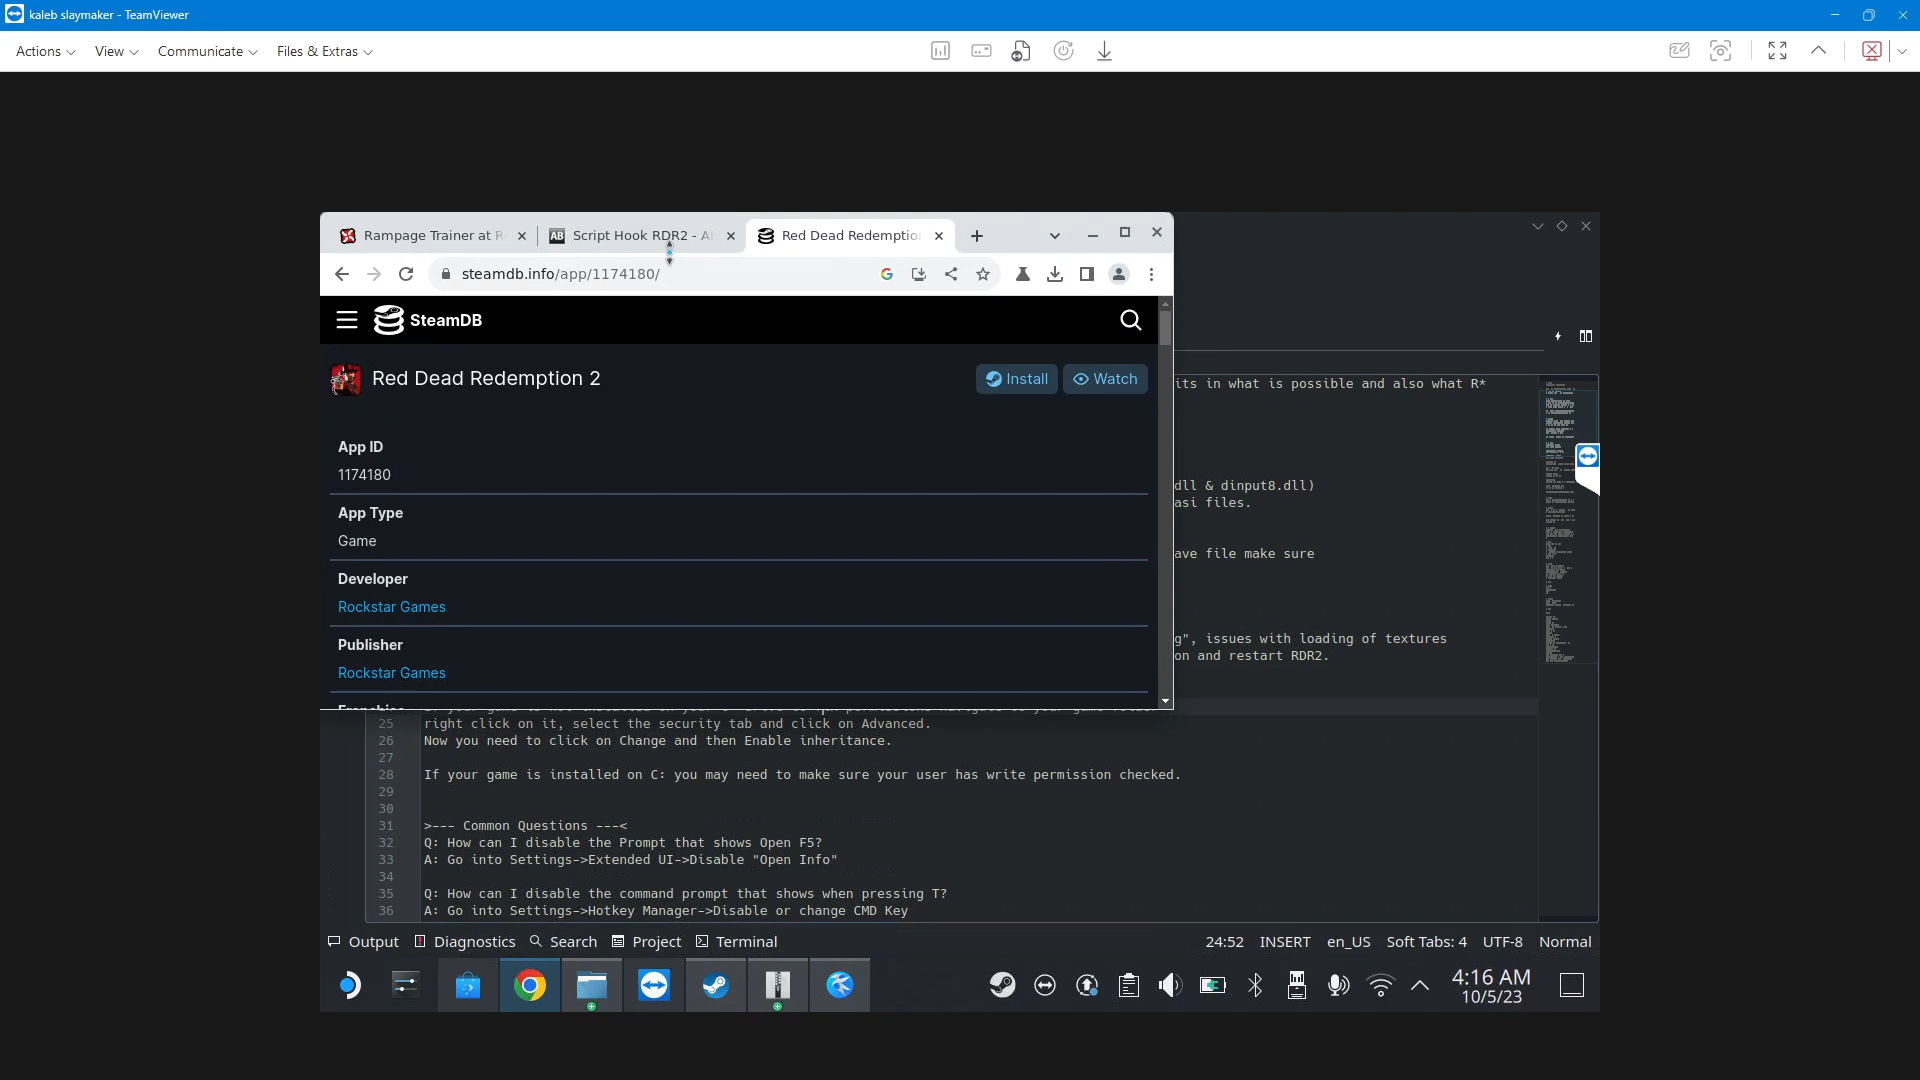 kaleb slaymaker - TeamViewer
Actions View Communicate Files & Extras
Rampage Trainer at R
AB Script Hook RDR2 - A
Red Dead Redemptio
steamdb.info/app/1174180/
SteamDB
Red Dead Redemption 2
Install Watch
App ID
1174180
App Type
Game
Developer
Rockstar Games
Publisher
Rockstar Games
its in what is possible and also what R*
dll & dinput8.dll)
asi files.
ave file make sure
g", issues with loading of textures
on and restart RDR2.
25 right click on it, select the security tab and click on Advanced.
26 Now you need to click on Change and then Enable inheritance.
27
28 If your game is installed on C: you may need to make sure your user has write permission checked.
29
30
31 >--- Common Questions ---<
32 Q: How can I disable the Prompt that shows Open F5?
33 A: Go into Settings->Extended UI->Disable "Open Info"
34
35 Q: How can I disable the command prompt that shows when pressing T?
36 A: Go into Settings->Hotkey Manager->Disable or change CMD Key
Output Diagnostics Search Project Terminal
24:52 INSERT en_US Soft Tabs: 4 UTF-8 Normal
4:16 AM
10/5/23